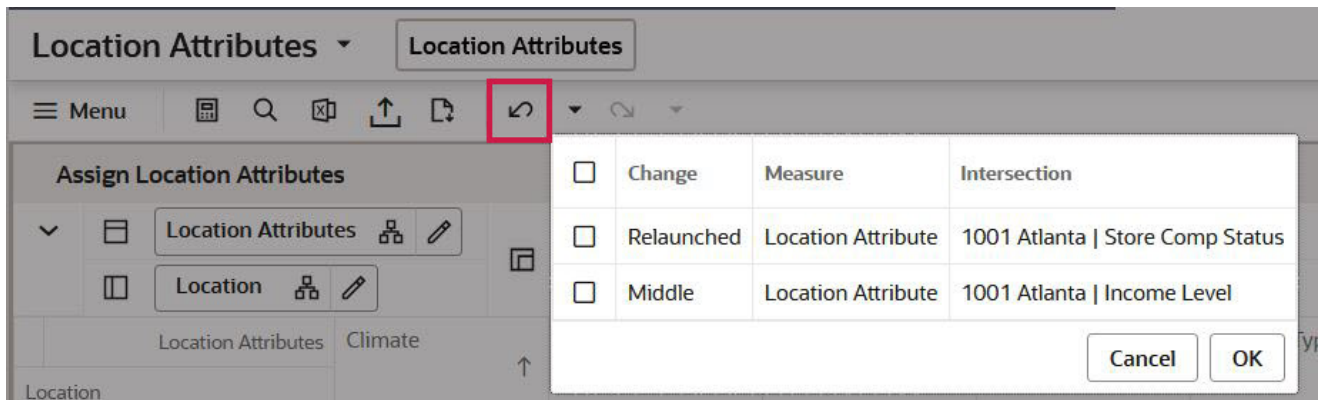 Location Attributes Location Attributes
Menu
Assign Location Attributes
Location Attributes
Location
Location Attributes Climate
Location
Change Measure Intersection
Relaunched Location Attribute 1001 Atlanta | Store Comp Status
Middle Location Attribute 1001 Atlanta | Income Level
Cancel OK